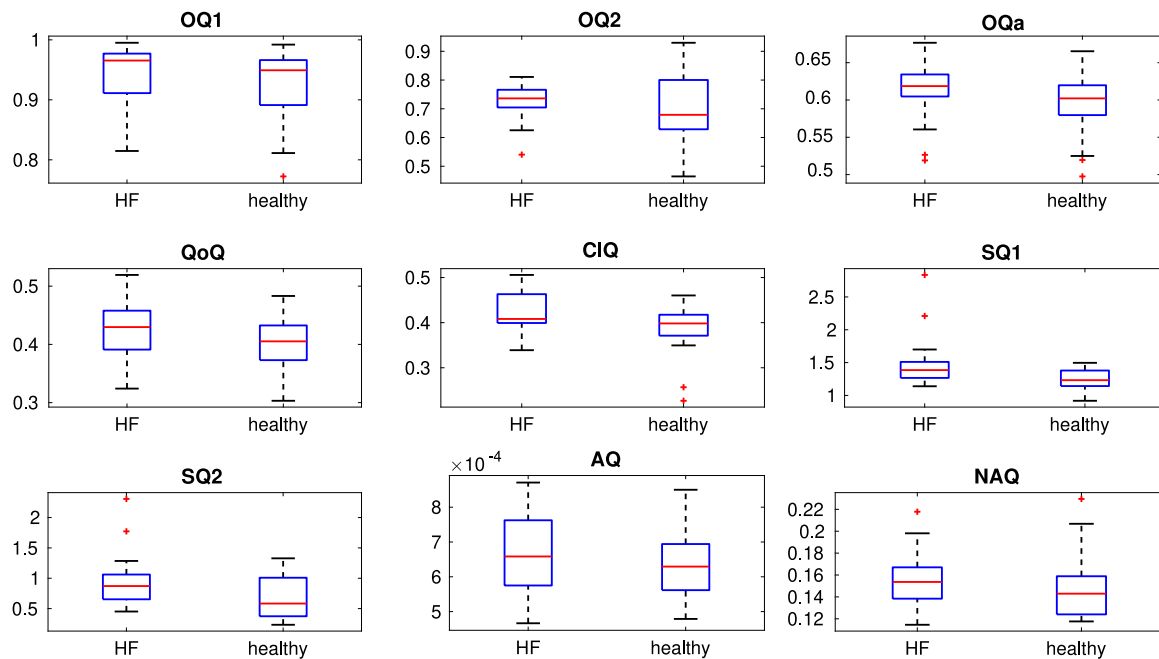 OQ1
1
0.9
0.8
HF healthy
OQ2
0.9
0.8
0.7
0.6
0.5
HF healthy
OQa
0.65
0.6
0.55
0.5
HF healthy
QoQ
0.5
0.4
0.3
HF healthy
ClQ
0.5
0.4
0.3
HF healthy
SQ1
2.5
2
1.5
1
HF healthy
SQ2
2
1.5
1
0.5
HF healthy
×10⁻⁴
AQ
8
7
6
5
HF healthy
NAQ
0.22
0.2
0.18
0.16
0.14
0.12
HF healthy